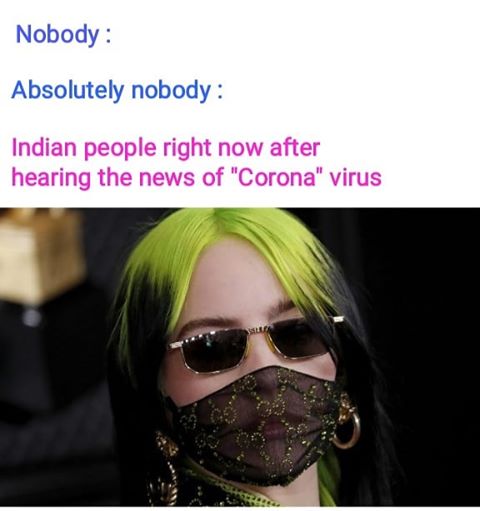 Nobody :
Absolutely nobody :
Indian people right now after
hearing the news of "Corona" virus